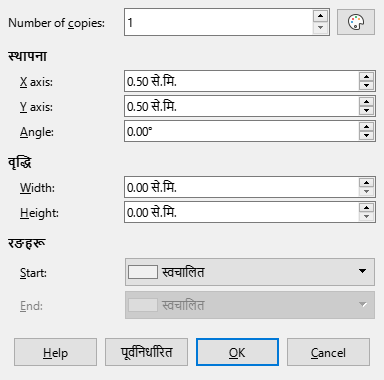 Number of copies: 1
स्थापना
X axis: 0.50 से.मि.
Y axis: 0.50 से.मि.
Angle: 0.00°
वृद्धि
Width: 0.00 से.मि.
Height: 0.00 से.मि.
रङहरू
Start: स्वचालित
End: स्वचालित
Help पूर्वनिर्धारित OK Cancel